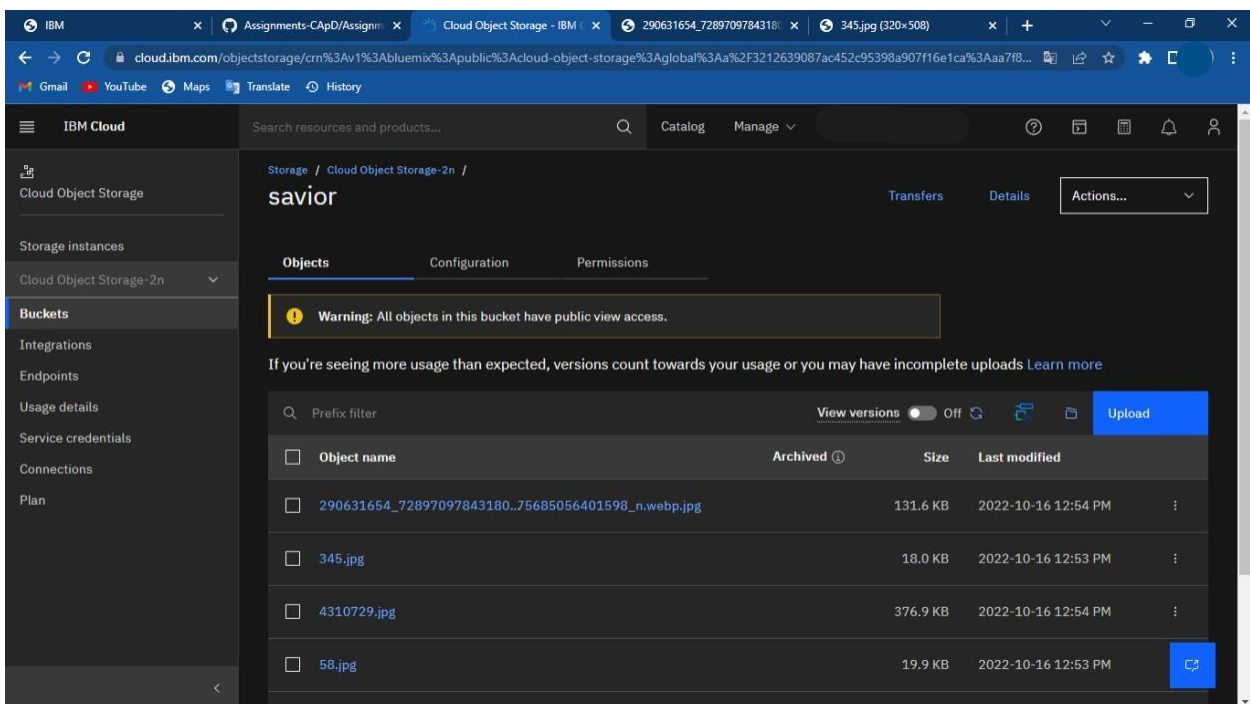 IBM
Assignments-CApD/Assignm
Cloud Object Storage - IBM C
290631654_72897097843180
345.jpg (320×508)
cloud.ibm.com/objectstorage/crn%3Av1%3Abluemix%3Apublic%3Acloud-object-storage%3Aglobal%3Aa%2F3212639087ac452c95398a907f16e1ca%3Aaa7f8...
Gmail YouTube Maps Translate History
IBM Cloud
Search resources and products...
Catalog Manage
Cloud Object Storage
Storage instances
Cloud Object Storage-2n
Buckets
Integrations
Endpoints
Usage details
Service credentials
Connections
Plan
Storage / Cloud Object Storage-2n /
savior
Transfers Details Actions...
Objects Configuration Permissions
Warning: All objects in this bucket have public view access.
If you're seeing more usage than expected, versions count towards your usage or you may have incomplete uploads Learn more
Prefix filter View versions Off Upload
Object name Archived Size Last modified
290631654_72897097843180..75685056401598_n.webp.jpg 131.6 KB 2022-10-16 12:54 PM
345.jpg 18.0 KB 2022-10-16 12:53 PM
4310729.jpg 376.9 KB 2022-10-16 12:54 PM
58.jpg 19.9 KB 2022-10-16 12:53 PM